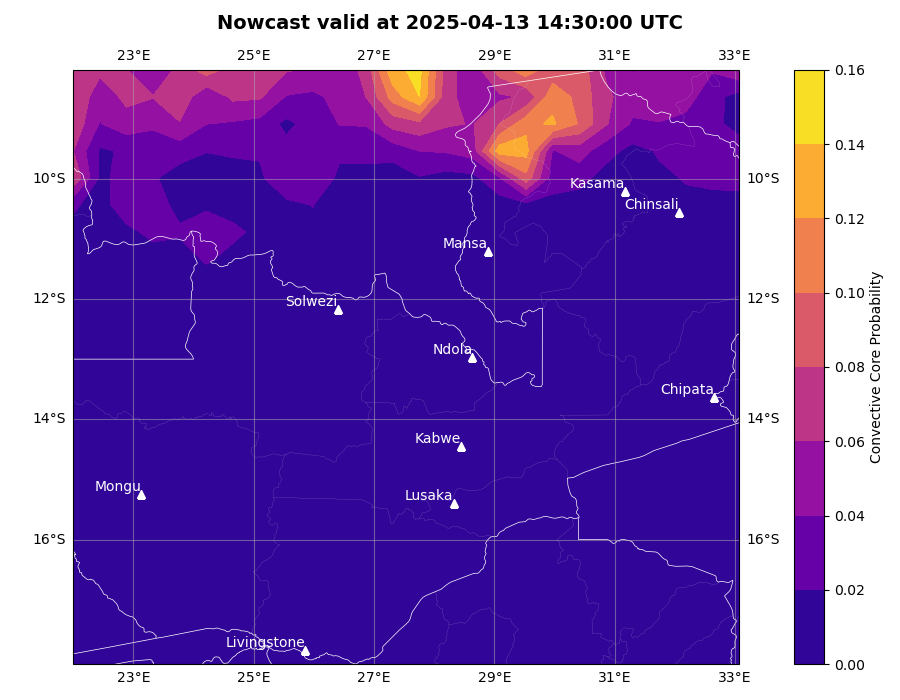 Nowcast valid at 2025-04-13 14:30:00 UTC
23°E 25°E 27°E 29°E 31°E 33°E
0.16
0.14
10°S Kasama 10°S
Chinsali
0.12
Mansa
0.10
12°S Solwezi 12°S
Ndola
0.08
Chipata
14°S 14°S
Kabwe
0.06
Mongu Lusaka
0.04
16°S 16°S
0.02
Livingstone
0.00
23°E 25°E 27°E 29°E 31°E 33°E
Convective Core Probability